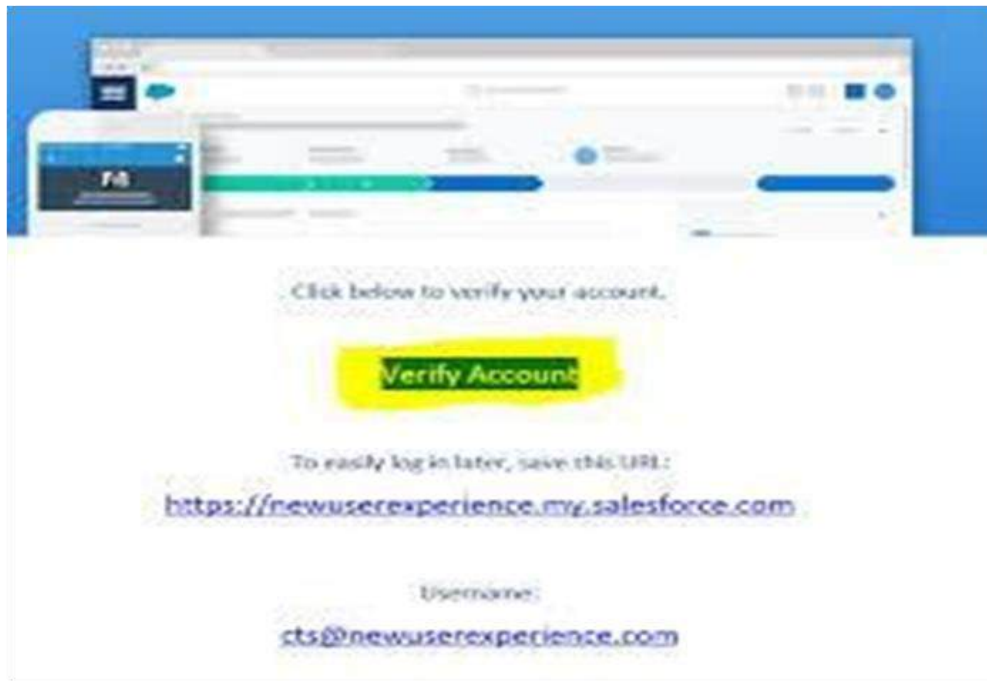 Click below to verify your account.
Verify Account
To easily log in later, save this URL:
https://newuserexperience.my.salesforce.com
Username:
cts@newuserexperience.com